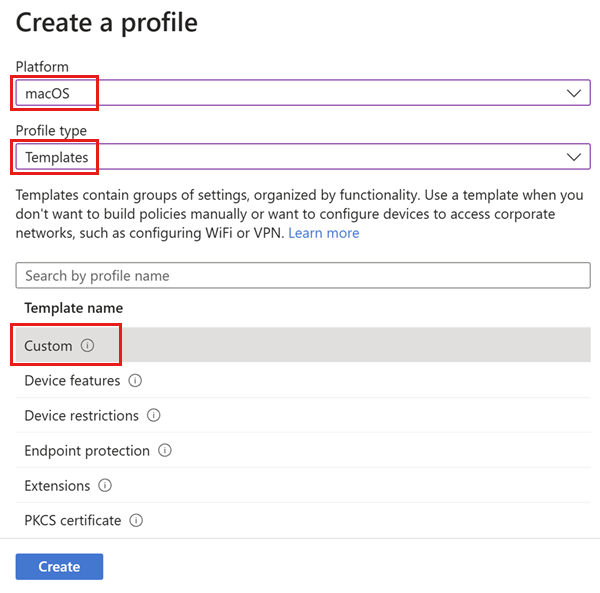 Create a profile
Platform
macOS
Profile type
Templates
Templates contain groups of settings, organized by functionality. Use a template when you
don't want to build policies manually or want to configure devices to access corporate
networks, such as configuring WiFi or VPN. Learn more
Search by profile name
Template name
Custom
Device features
Device restrictions
Endpoint protection
Extensions
PKCS certificate
Create